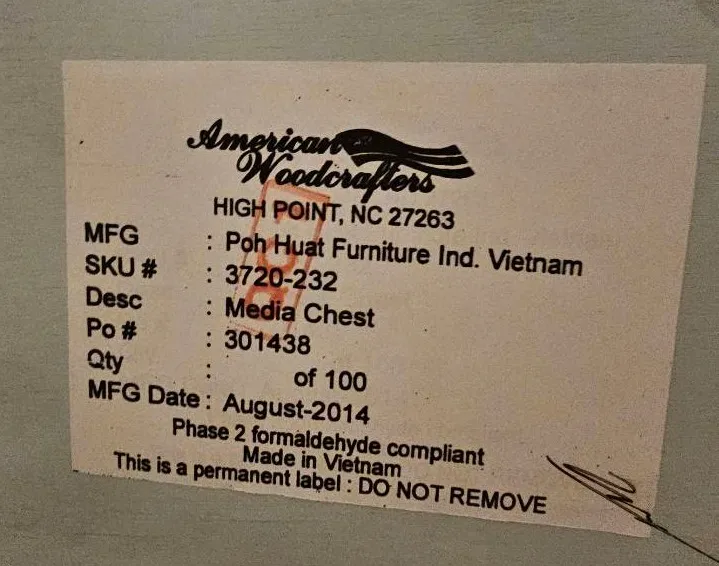 American
Woodcrafters
HIGH POINT, NC 27263
MFG : Poh Huat Furniture Ind. Vietnam
SKU # : 3720-232
Desc : Media Chest
Po # : 301438
Qty : of 100
MFG Date : August-2014
Phase 2 formaldehyde compliant
Made in Vietnam
This is a permanent label : DO NOT REMOVE